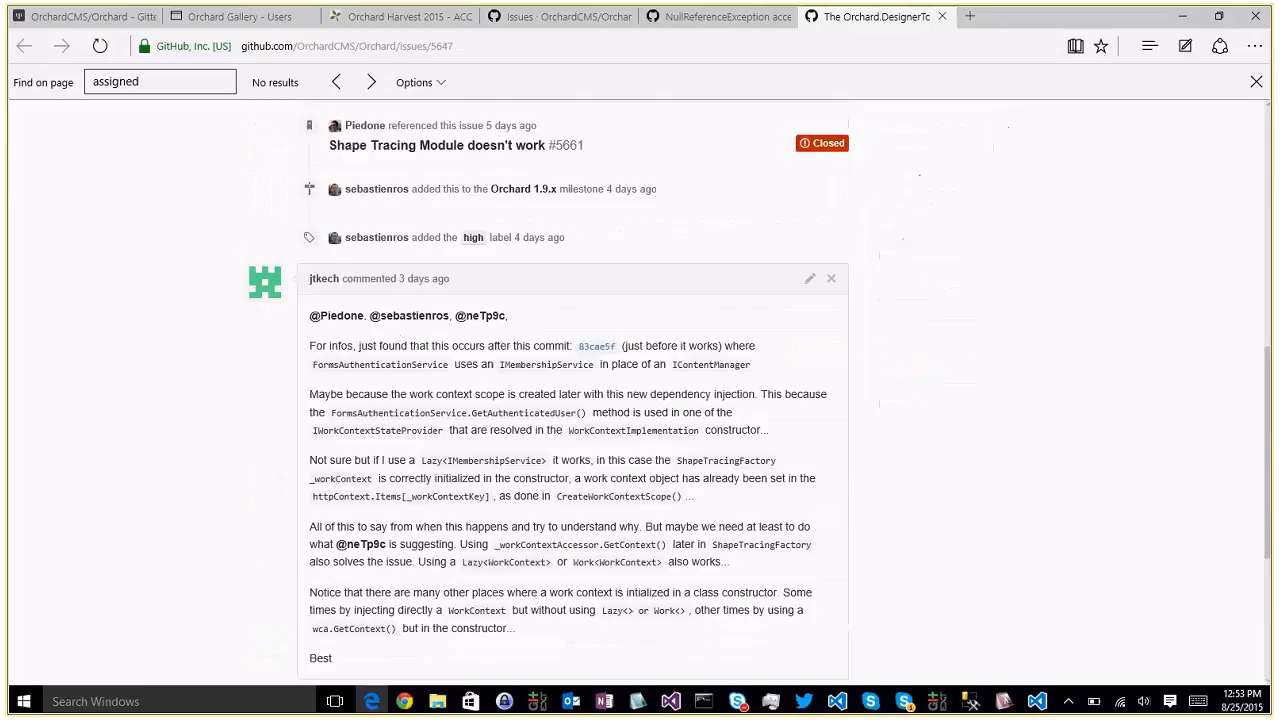 OrchardCMS/Orchard - Gitte
Orchard Gallery - Users
Orchard Harvest 2015 - ACC
Issues · OrchardCMS/Orchar
NullReferenceException acce
The Orchard.DesignerTo
GitHub, Inc. [US] github.com/OrchardCMS/Orchard/issues/5647
Find on page assigned No results Options
Piedone referenced this issue 5 days ago
Shape Tracing Module doesn't work #5661
Closed
sebastienros added this to the Orchard 1.9.x milestone 4 days ago
sebastienros added the high label 4 days ago
jtkech commented 3 days ago
@Piedone. @sebastienros, @neTp9c,
For infos, just found that this occurs after this commit: 83cae5f (just before it works) where
FormsAuthenticationService uses an IMembershipService in place of an IContentManager
Maybe because the work context scope is created later with this new dependency injection. This because
the FormsAuthenticationService.GetAuthenticatedUser() method is used in one of the
IWorkContextStateProvider that are resolved in the WorkContextImplementation constructor...
Not sure but if I use a Lazy<IMembershipService> it works, in this case the ShapeTracingFactory
_workContext is correctly initialized in the constructor, a work context object has already been set in the
httpContext.Items[_workContextKey], as done in CreateWorkContextScope() ...
All of this to say from when this happens and try to understand why. But maybe we need at least to do
what @neTp9c is suggesting. Using _workContextAccessor.GetContext() later in ShapeTracingFactory
also solves the issue. Using a Lazy<WorkContext> or Work<WorkContext> also works...
Notice that there are many other places where a work context is intialized in a class constructor. Some
times by injecting directly a WorkContext but without using Lazy<> or Work<>, other times by using a
wca.GetContext() but in the constructor...
Best
Search Windows
12:53 PM
8/25/2015